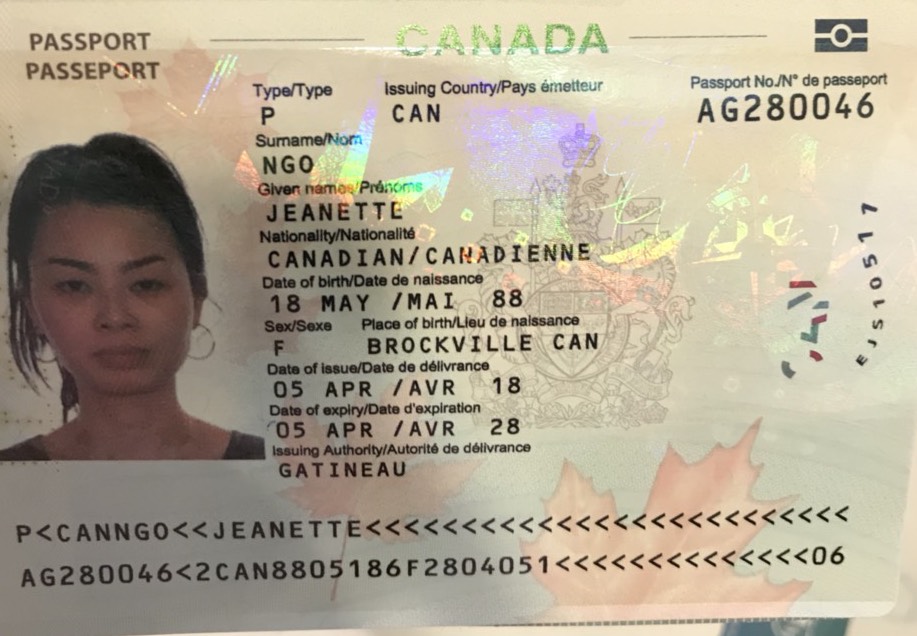 PASSPORT
PASSEPORT
CANADA
Type/Type
Issuing Country/Pays émetteur
Passport No./N° de passeport
P
CAN
AG280046
Surname/Nom
NGO
Given names/Prénoms
JEANETTE
Nationality/Nationalité
CANADIAN/CANADIENNE
Date of birth/Date de naissance
18 MAY /MAI 88
Sex/Sexe
Place of birth/Lieu de naissance
F
BROCKVILLE CAN
Date of issue/Date de délivrance
05 APR /AVR 18
Date of expiry/Date d'expiration
05 APR /AVR 28
Issuing Authority/Autorité de délivrance
GATINEAU
EJ510517
P<CANNGO<<JEANETTE<<<<<<<<<<<<<<<<<<<<<<<<<<
AG280046<2CAN8805186F2804051<<<<<<<<<<<<<<06